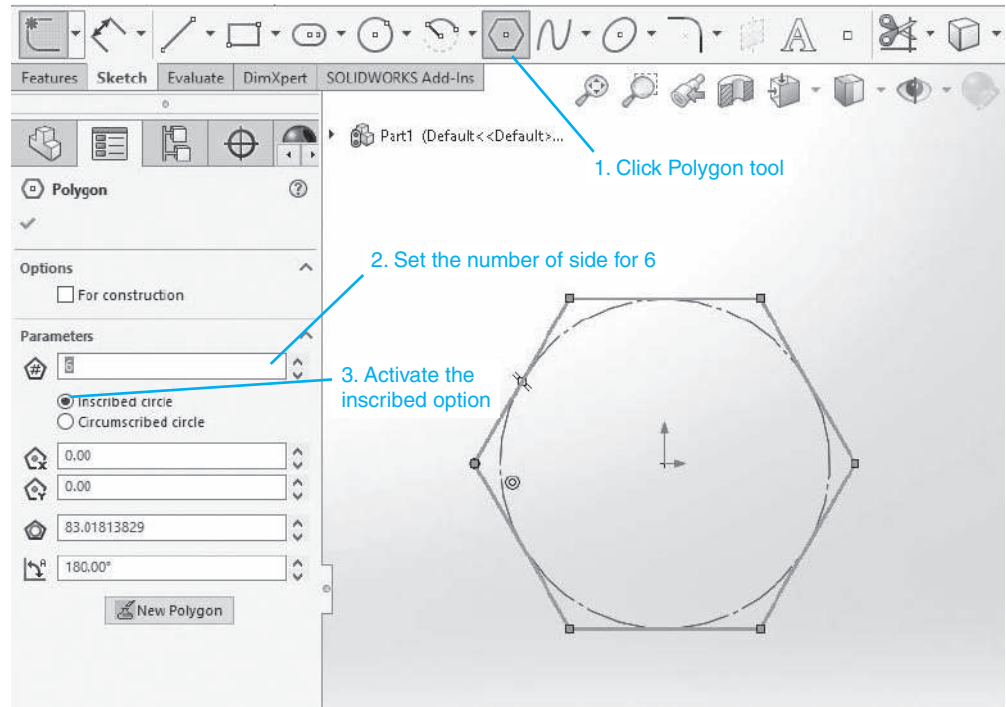 Features Sketch Evaluate DimXpert SOLIDWORKS Add-Ins
Part1 (Default<<Default>...
1. Click Polygon tool
Polygon
2. Set the number of side for 6
Options
For construction
Parameters
6
3. Activate the
inscribed option
Inscribed circle
Circumscribed circle
0.00
0.00
83.01813829
180.00°
New Polygon